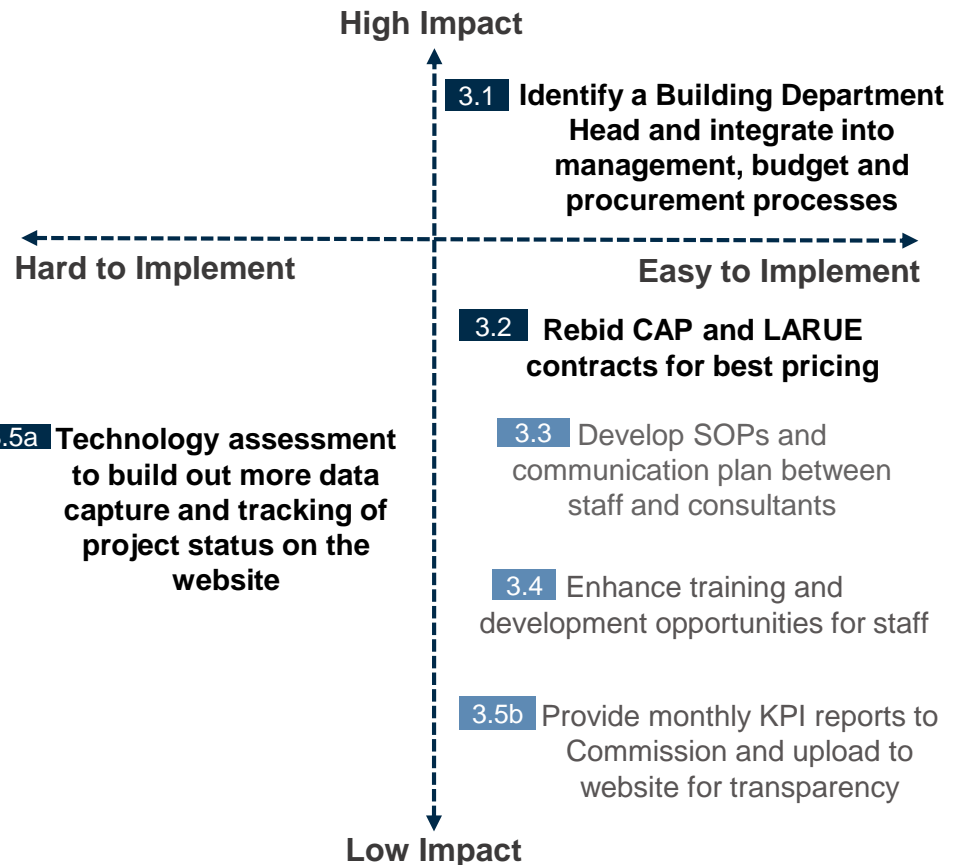 High Impact
3.1 Identify a Building Department
Head and integrate into
management, budget and
procurement processes
Hard to Implement
Easy to Implement
3.2 Rebid CAP and LARUE
contracts for best pricing
.5a Technology assessment
to build out more data
capture and tracking of
project status on the
website
3.3 Develop SOPs and
communication plan between
staff and consultants
3.4 Enhance training and
development opportunities for staff
3.5b Provide monthly KPI reports to
Commission and upload to
website for transparency
Low Impact